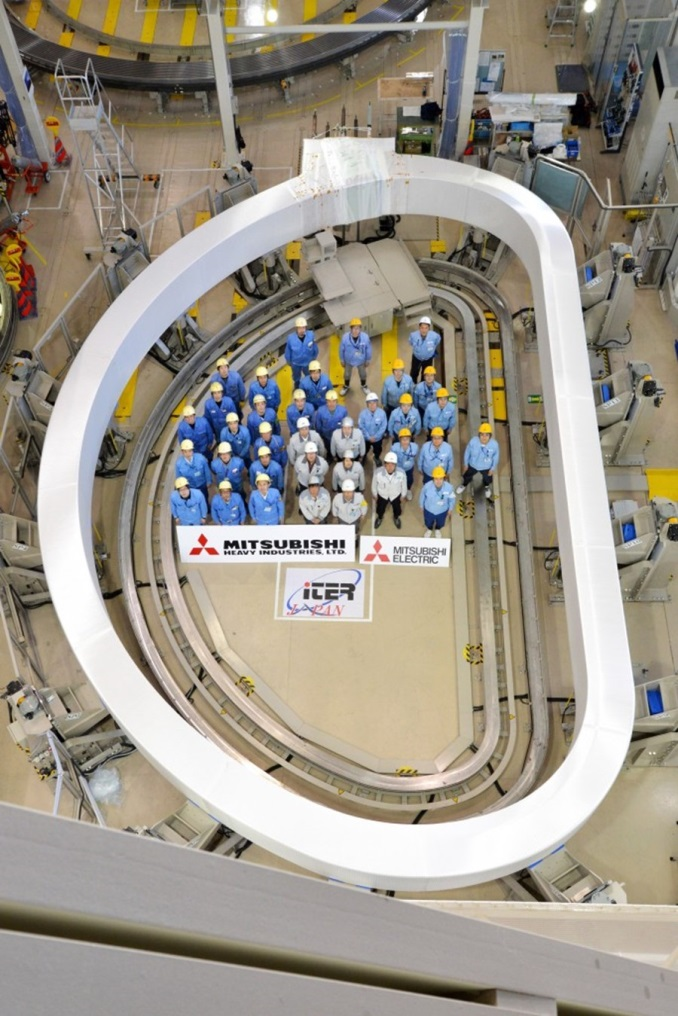 MITSUBISHI
HEAVY INDUSTRIES, LTD.
MITSUBISHI
ELECTRIC
iTER
JAPAN